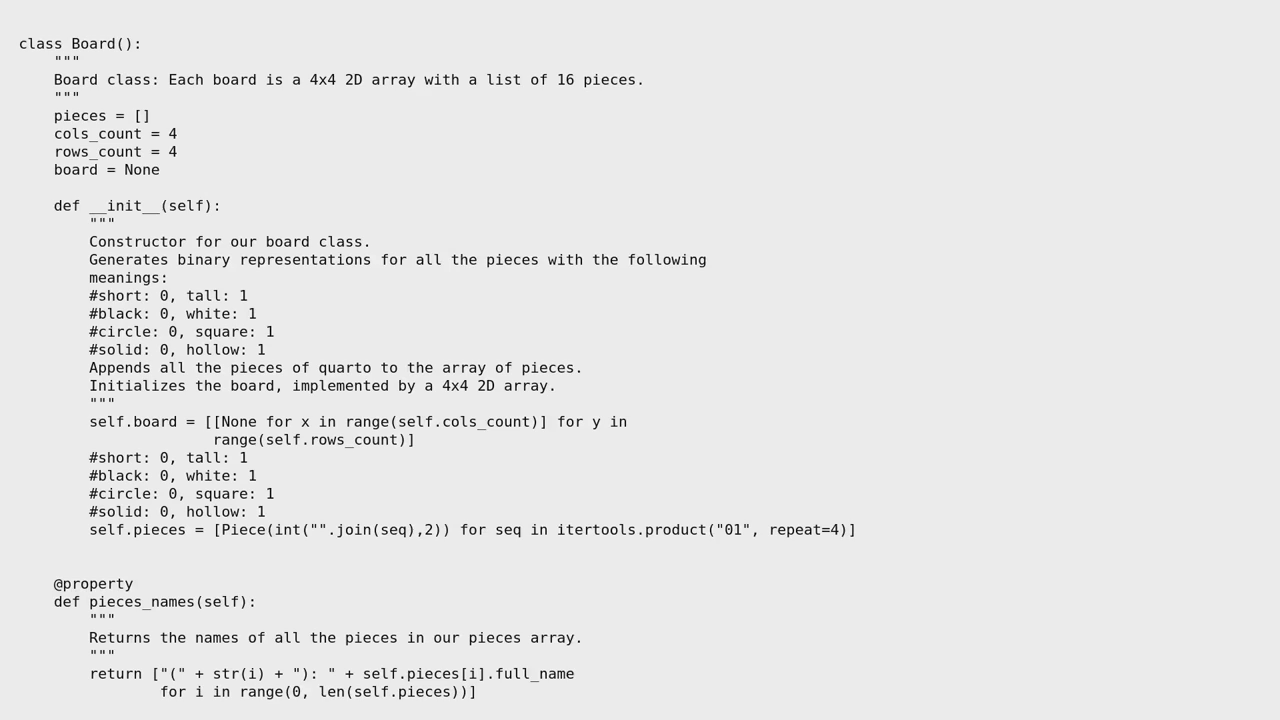 class Board():
    """
    Board class: Each board is a 4x4 2D array with a list of 16 pieces.
    """
    pieces = []
    cols_count = 4
    rows_count = 4
    board = None

    def __init__(self):
        """
        Constructor for our board class.
        Generates binary representations for all the pieces with the following
        meanings:
        #short: 0, tall: 1
        #black: 0, white: 1
        #circle: 0, square: 1
        #solid: 0, hollow: 1
        Appends all the pieces of quarto to the array of pieces.
        Initializes the board, implemented by a 4x4 2D array.
        """
        self.board = [[None for x in range(self.cols_count)] for y in
                      range(self.rows_count)]
        #short: 0, tall: 1
        #black: 0, white: 1
        #circle: 0, square: 1
        #solid: 0, hollow: 1
        self.pieces = [Piece(int("".join(seq),2)) for seq in itertools.product("01", repeat=4)]


    @property
    def pieces_names(self):
        """
        Returns the names of all the pieces in our pieces array.
        """
        return ["(" + str(i) + "): " + self.pieces[i].full_name
                for i in range(0, len(self.pieces))]